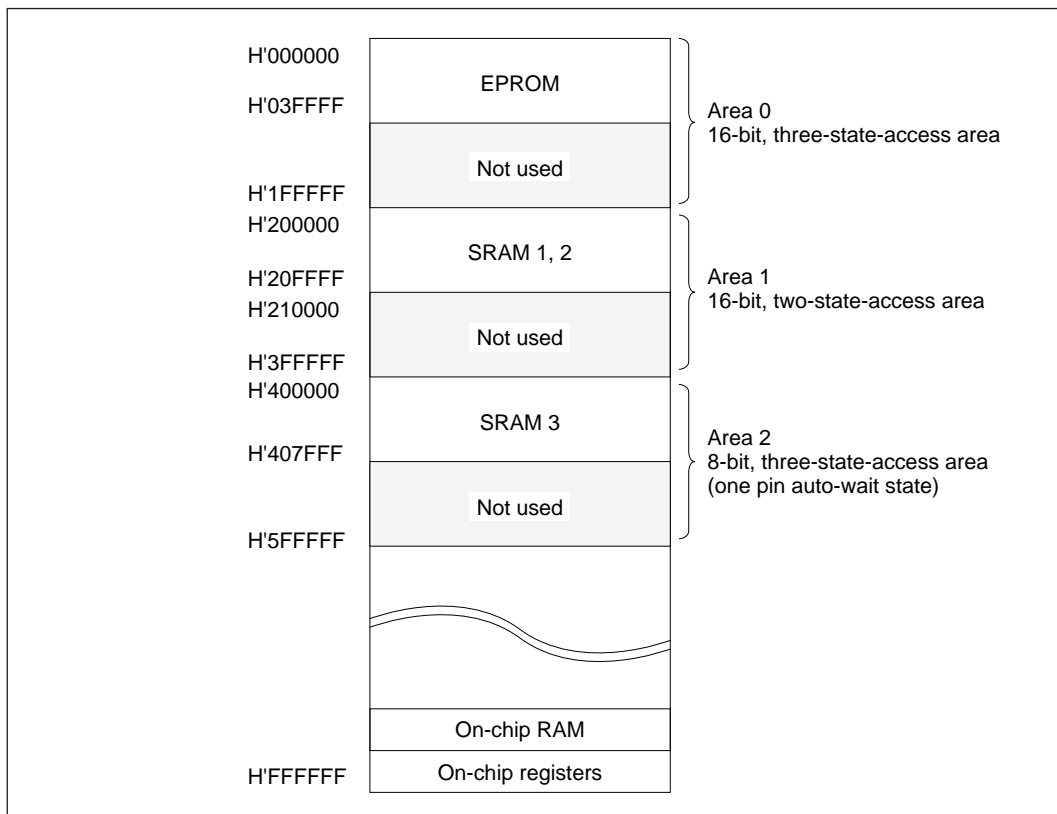 H'000000
EPROM
H'03FFFF
Area 0
16-bit, three-state-access area
Not used
H'1FFFFF
H'200000
SRAM 1, 2
H'20FFFF
Area 1
16-bit, two-state-access area
H'210000
Not used
H'3FFFFF
H'400000
SRAM 3
H'407FFF
Area 2
8-bit, three-state-access area
(one pin auto-wait state)
Not used
H'5FFFFF
On-chip RAM
H'FFFFFF
On-chip registers